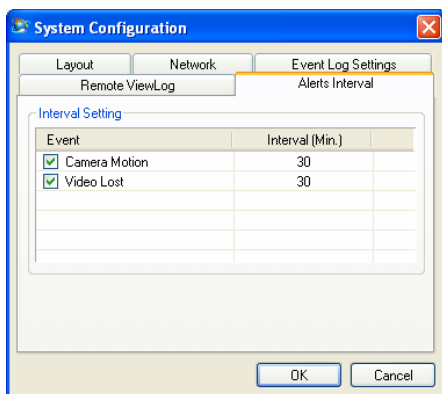 System Configuration
Layout Network Event Log Settings
Remote ViewLog Alerts Interval
Interval Setting
Event Interval (Min.)
Camera Motion 30
Video Lost 30
OK Cancel